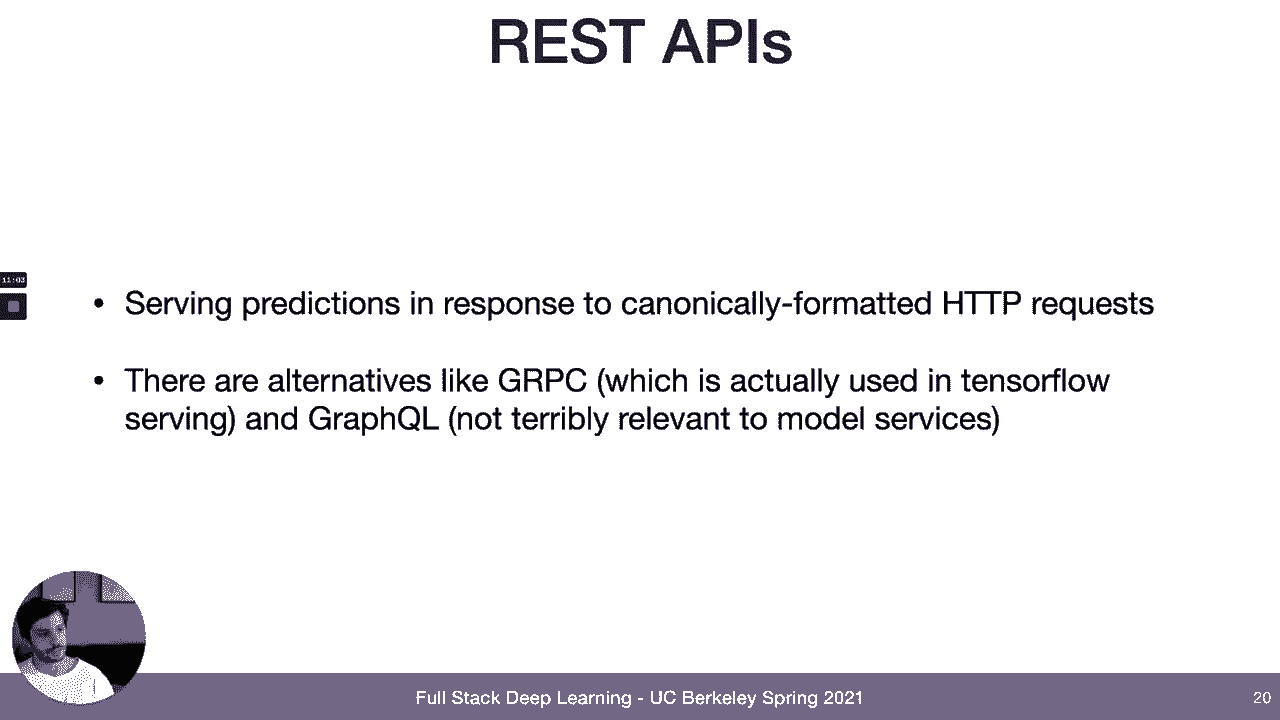 REST APIs
11:03
• Serving predictions in response to canonically-formatted HTTP requests
• There are alternatives like GRPC (which is actually used in tensorflow
serving) and GraphQL (not terribly relevant to model services)
Full Stack Deep Learning - UC Berkeley Spring 2021
20